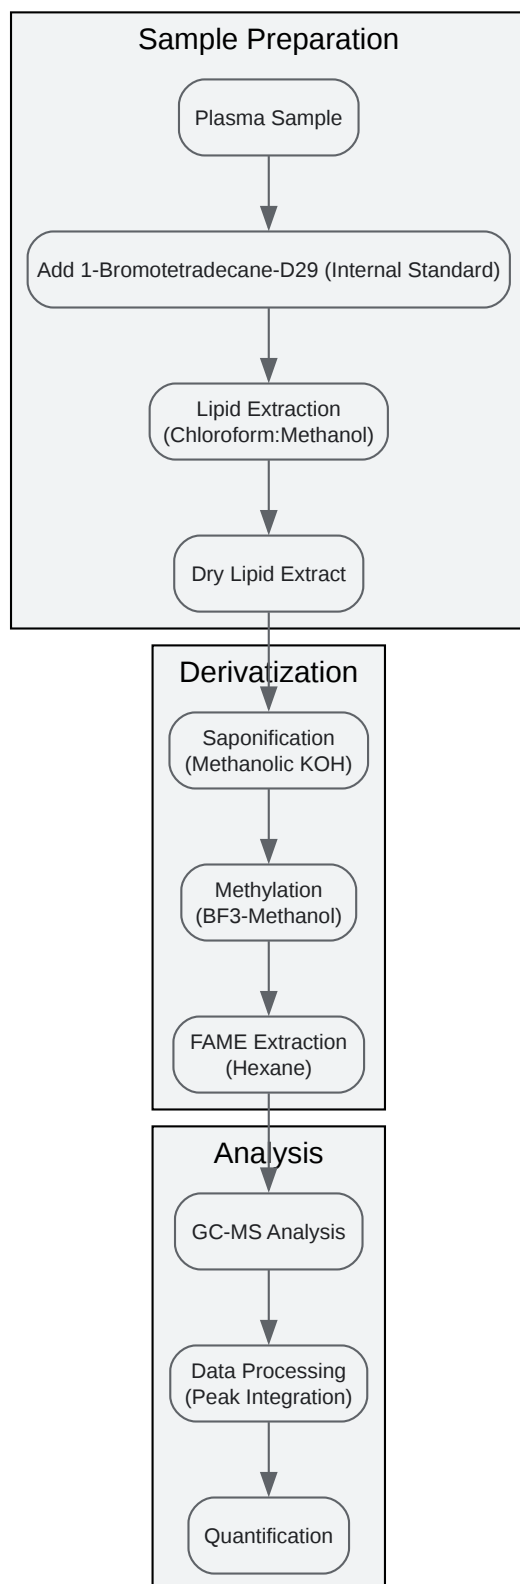 Sample Preparation
Plasma Sample
Add 1-Bromotetradecane-D29 (Internal Standard)
Lipid Extraction
(Chloroform:Methanol)
Dry Lipid Extract
Derivatization
Saponification
(Methanolic KOH)
Methylation
(BF3-Methanol)
FAME Extraction
(Hexane)
Analysis
GC-MS Analysis
Data Processing
(Peak Integration)
Quantification